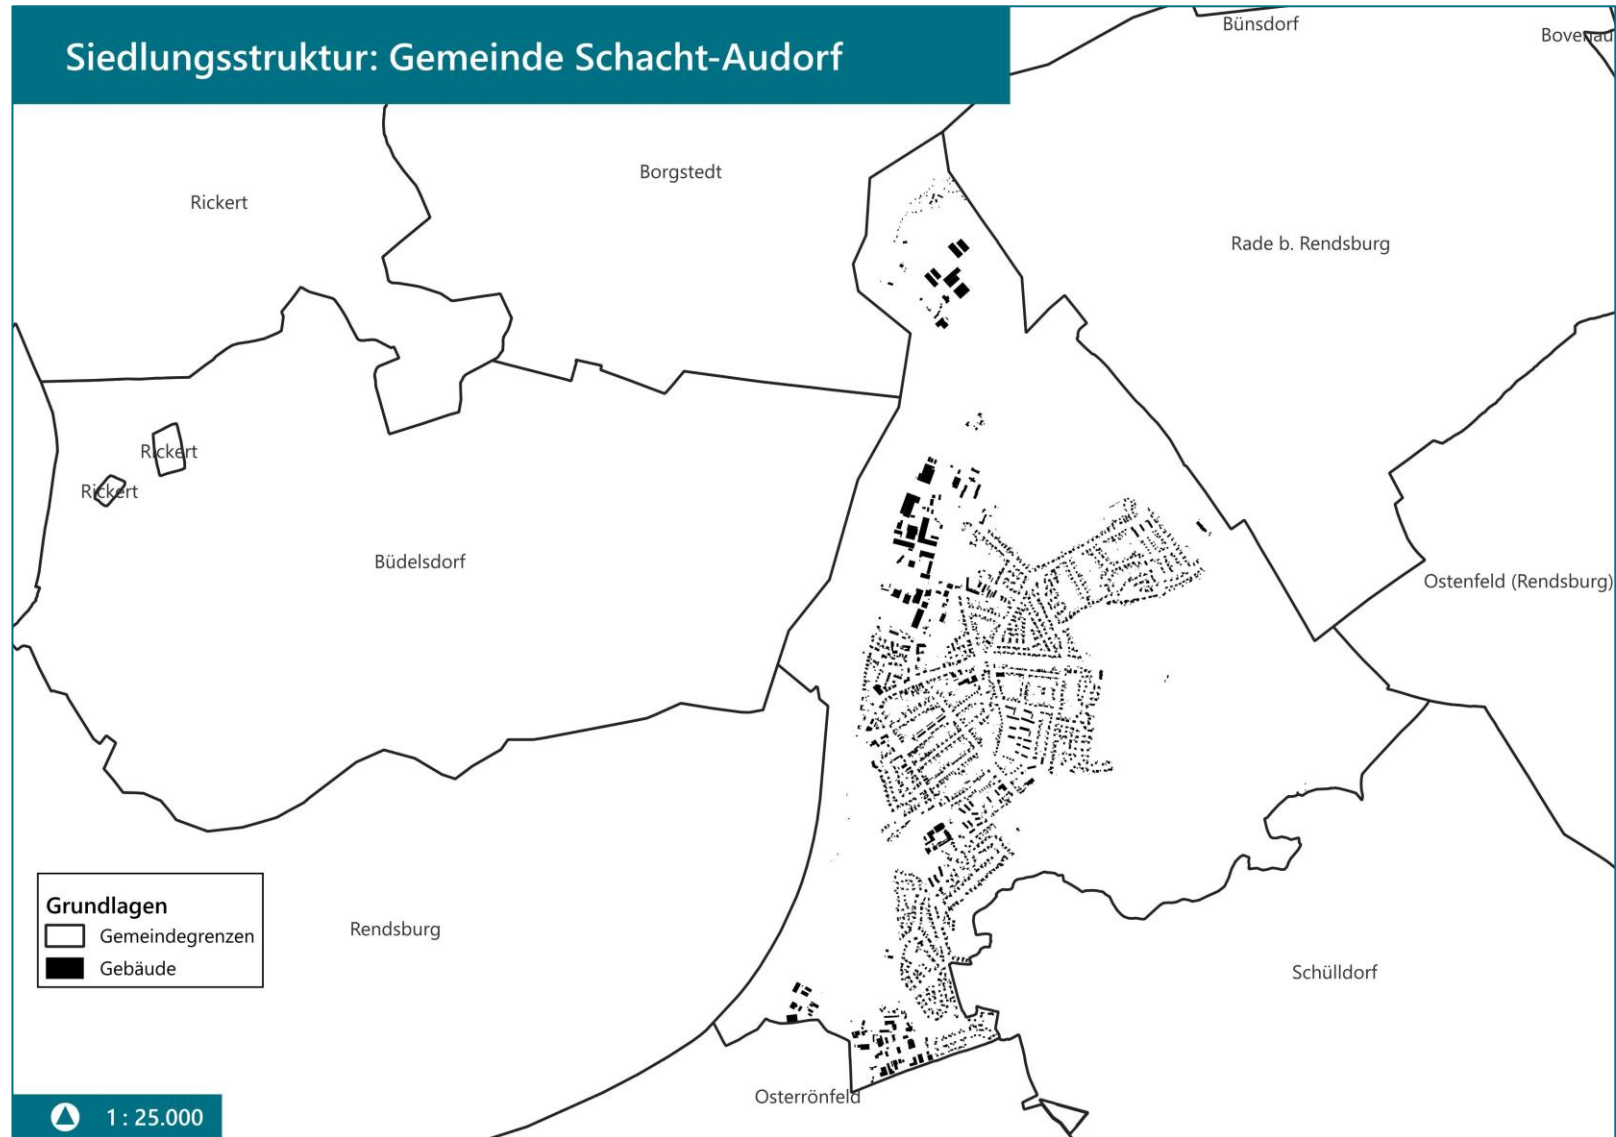 Siedlungsstruktur: Gemeinde Schacht-Audorf
Bünsdorf
Bovenau
Borgstedt
Rickert
Rade b. Rendsburg
Rickert
Rickert
Büdelsdorf
Ostenfeld (Rendsburg)
Grundlagen
Gemeindegrenzen
Gebäude
Rendsburg
Schülldorf
Osterrönfeld
1 : 25.000